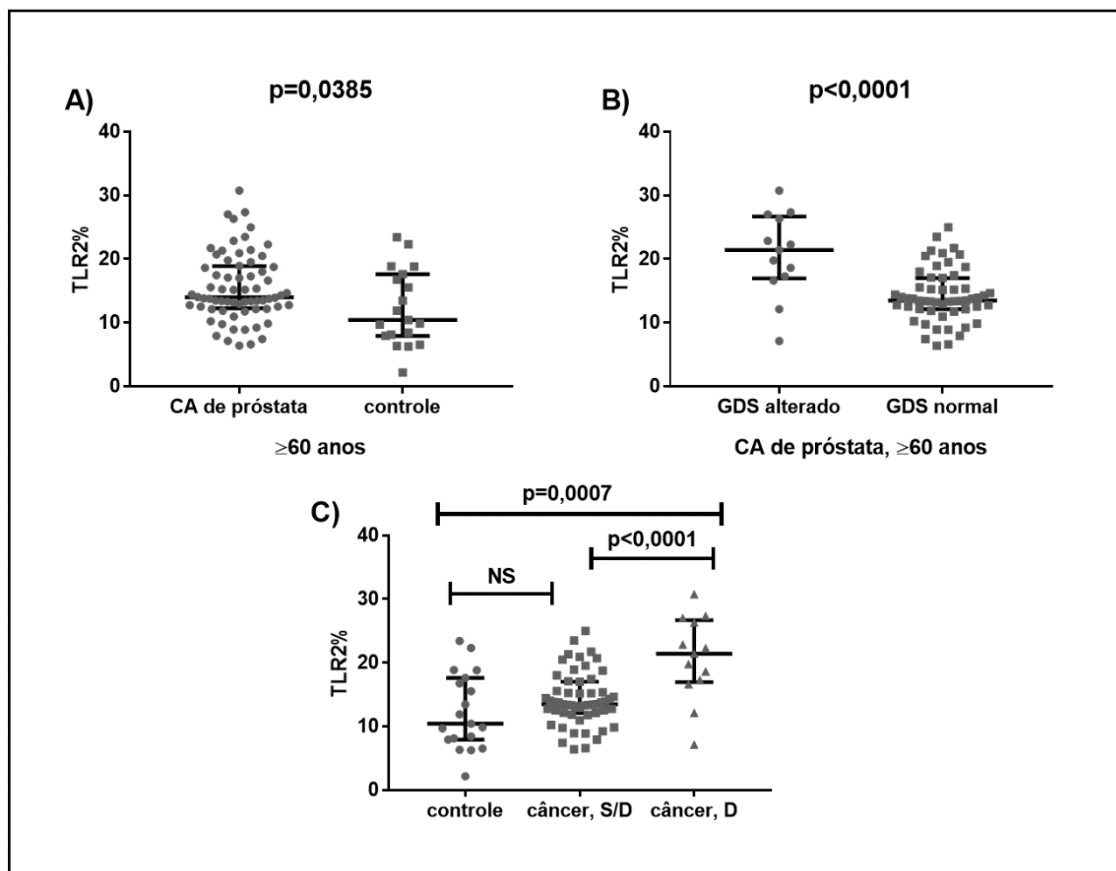 A)
p=0,0385
TLR2%
40
30
20
10
0
CA de próstata
controle
≥60 anos
B)
p<0,0001
TLR2%
40
30
20
10
0
GDS alterado
GDS normal
CA de próstata, ≥60 anos
C)
p=0,0007
p<0,0001
NS
TLR2%
40
30
20
10
0
controle
câncer, S/D
câncer, D